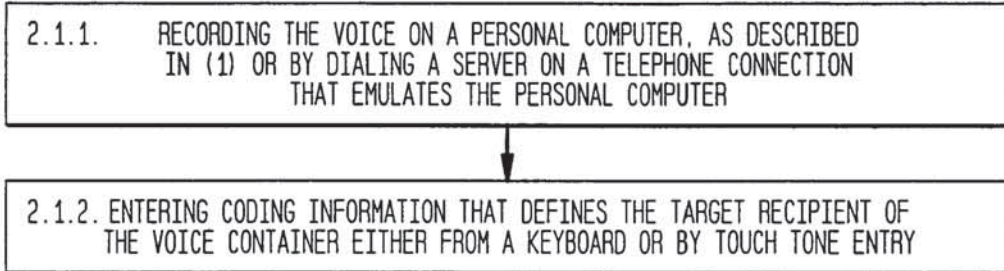 2.1.1. RECORDING THE VOICE ON A PERSONAL COMPUTER, AS DESCRIBED
IN (1) OR BY DIALING A SERVER ON A TELEPHONE CONNECTION
THAT EMULATES THE PERSONAL COMPUTER
2.1.2. ENTERING CODING INFORMATION THAT DEFINES THE TARGET RECIPIENT OF
THE VOICE CONTAINER EITHER FROM A KEYBOARD OR BY TOUCH TONE ENTRY